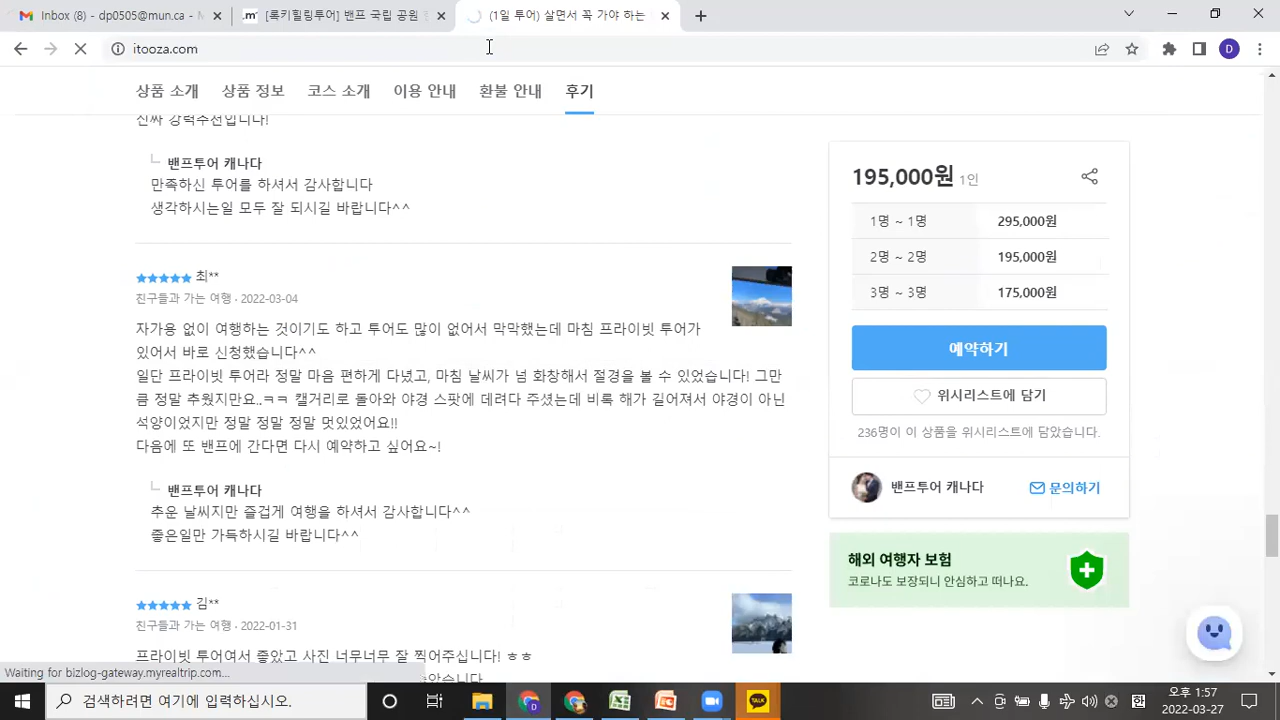 Inbox (8) - dp0505@mun.ca - M
.m [록키힐링투어] 밴프 국립 공원
(1일 투어) 살면서 꼭 가야 하는
itooza.com
D
상품 소개 상품 정보 코스 소개 이용 안내 환불 안내 후기
진짜 강력추천입니다!
밴프투어 캐나다
만족하신 투어를 하셔서 감사합니다
생각하시는일 모두 잘 되시길 바랍니다^^
최**
친구들과 가는 여행 · 2022-03-04
자가용 없이 여행하는 것이기도 하고 투어도 많이 없어서 막막했는데 마침 프라이빗 투어가
있어서 바로 신청했습니다^^
일단 프라이빗 투어라 정말 마음 편하게 다녔고, 마침 날씨가 넘 화창해서 절경을 볼 수 있었습니다! 그만
큼 정말 추웠지만요..ㅋㅋ 캘거리로 돌아와 야경 스팟에 데려다 주셨는데 비록 해가 길어져서 야경이 아닌
석양이었지만 정말 정말 정말 멋있었어요!!
다음에 또 밴프에 간다면 다시 예약하고 싶어요~!
밴프투어 캐나다
추운 날씨지만 즐겁게 여행을 하셔서 감사합니다^^
좋은일만 가득하시길 바랍니다^^
김**
친구들과 가는 여행 · 2022-01-31
프라이빗 투어여서 좋았고 사진 너무너무 잘 찍어주십니다! ㅎㅎ
195,000원 1인
1명 ~ 1명 295,000원
2명 ~ 2명 195,000원
3명 ~ 3명 175,000원
예약하기
위시리스트에 담기
236명이 이 상품을 위시리스트에 담았습니다.
밴프투어 캐나다 문의하기
해외 여행자 보험
코로나도 보장되니 안심하고 떠나요.
Waiting for bizlog-gateway.myrealtrip.com...
검색하려면 여기에 입력하십시오.
TALK
한
오후 1:57
2022-03-27